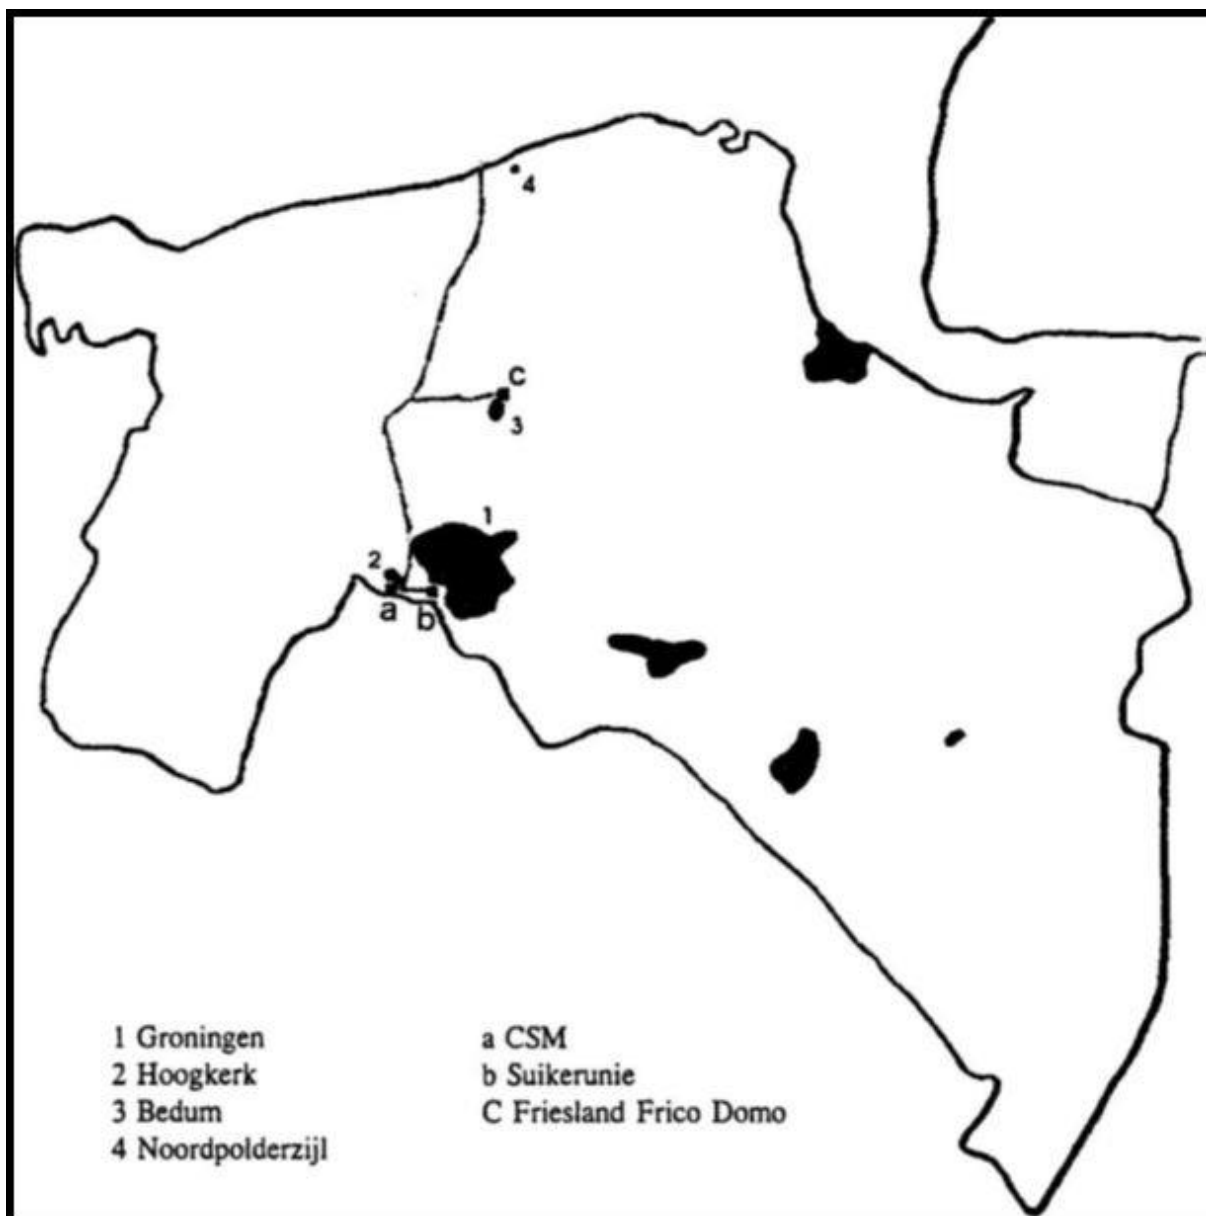 4
C
3
1
2
a
b
1 Groningen
2 Hoogkerk
3 Bedum
4 Noordpolderzijl
a CSM
b Suikerunie
C Friesland Frico Domo